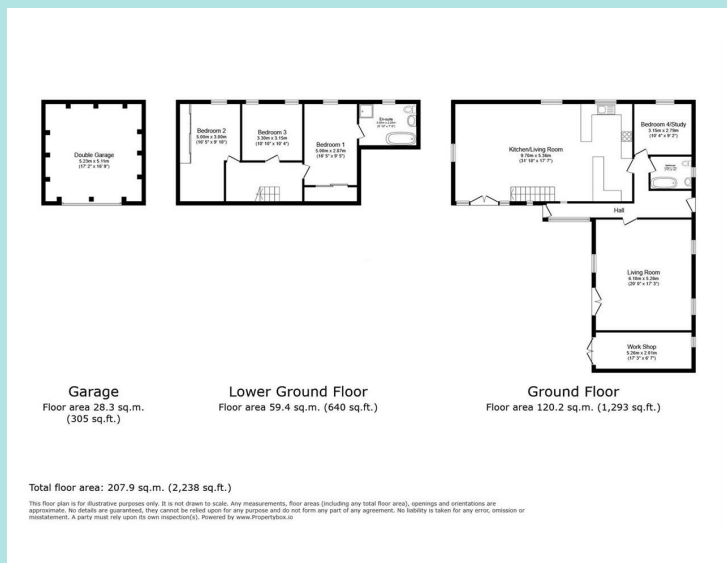 Double Garage
5.23m x 5.11m
(17' 2" x 16' 9")
Bedroom 2
5.00m x 3.00m
(16' 5" x 9' 10")
Bedroom 3
3.30m x 3.15m
(10' 10" x 10' 4")
Bedroom 1
5.00m x 2.87m
(16' 5" x 9' 5")
En-suite
Kitchen/Living Room
9.70m x 5.36m
(31' 10" x 17' 7")
Bedroom 4/Study
3.15m x 2.79m
(10' 4" x 9' 2")
Hall
Living Room
6.10m x 5.26m
(20' 0" x 17' 3")
Work Shop
5.26m x 2.01m
(17' 3" x 6' 7")
Garage
Floor area 28.3 sq.m.
(305 sq.ft.)
Lower Ground Floor
Floor area 59.4 sq.m. (640 sq.ft.)
Ground Floor
Floor area 120.2 sq.m. (1,293 sq.ft.)
Total floor area: 207.9 sq.m. (2,238 sq.ft.)
This floor plan is for illustrative purposes only. It is not drawn to scale. Any measurements, floor areas (including any total floor area), openings and orientations are
approximate. No details are guaranteed, they cannot be relied upon for any purpose and do not form any part of any agreement. No liability is taken for any error, omission or
misstatement. A party must rely upon its own inspection(s). Powered by www.Propertybox.io